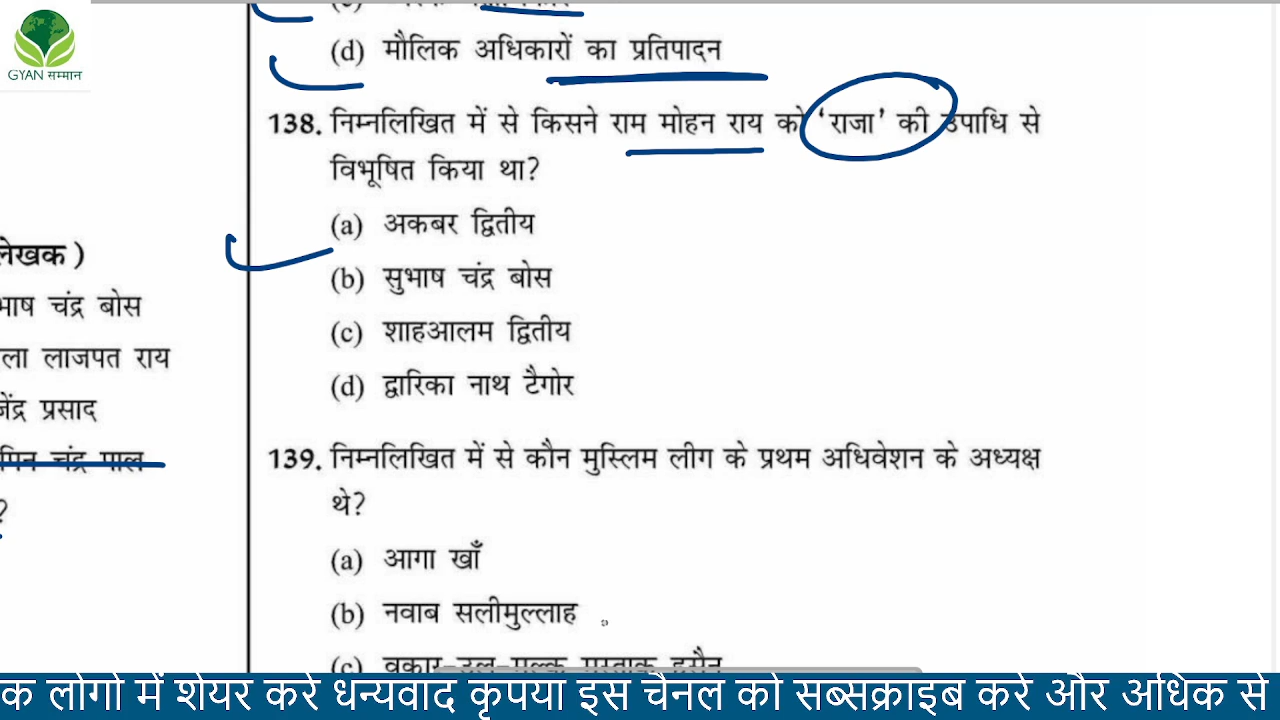 GYAN सम्मान
(d) मौलिक अधिकारों का प्रतिपादन
138. निम्नलिखित में से किसने राम मोहन राय को 'राजा' की उपाधि से
विभूषित किया था?
(a) अकबर द्वितीय
(b) सुभाष चंद्र बोस
(c) शाहआलम द्वितीय
(d) द्वारिका नाथ टैगोर
लेखक )
भाष चंद्र बोस
ला लाजपत राय
जेंद्र प्रसाद
पिन चंद्र पाल
?
139. निम्नलिखित में से कौन मुस्लिम लीग के प्रथम अधिवेशन के अध्यक्ष
थे?
(a) आगा खाँ
(b) नवाब सलीमुल्लाह
(c) वकार-उल-मुल्क मुस्ताक हुसैन
क लोगो में शेयर करे धन्यवाद कृपया इस चैनल को सब्सक्राइब करे और अधिक से